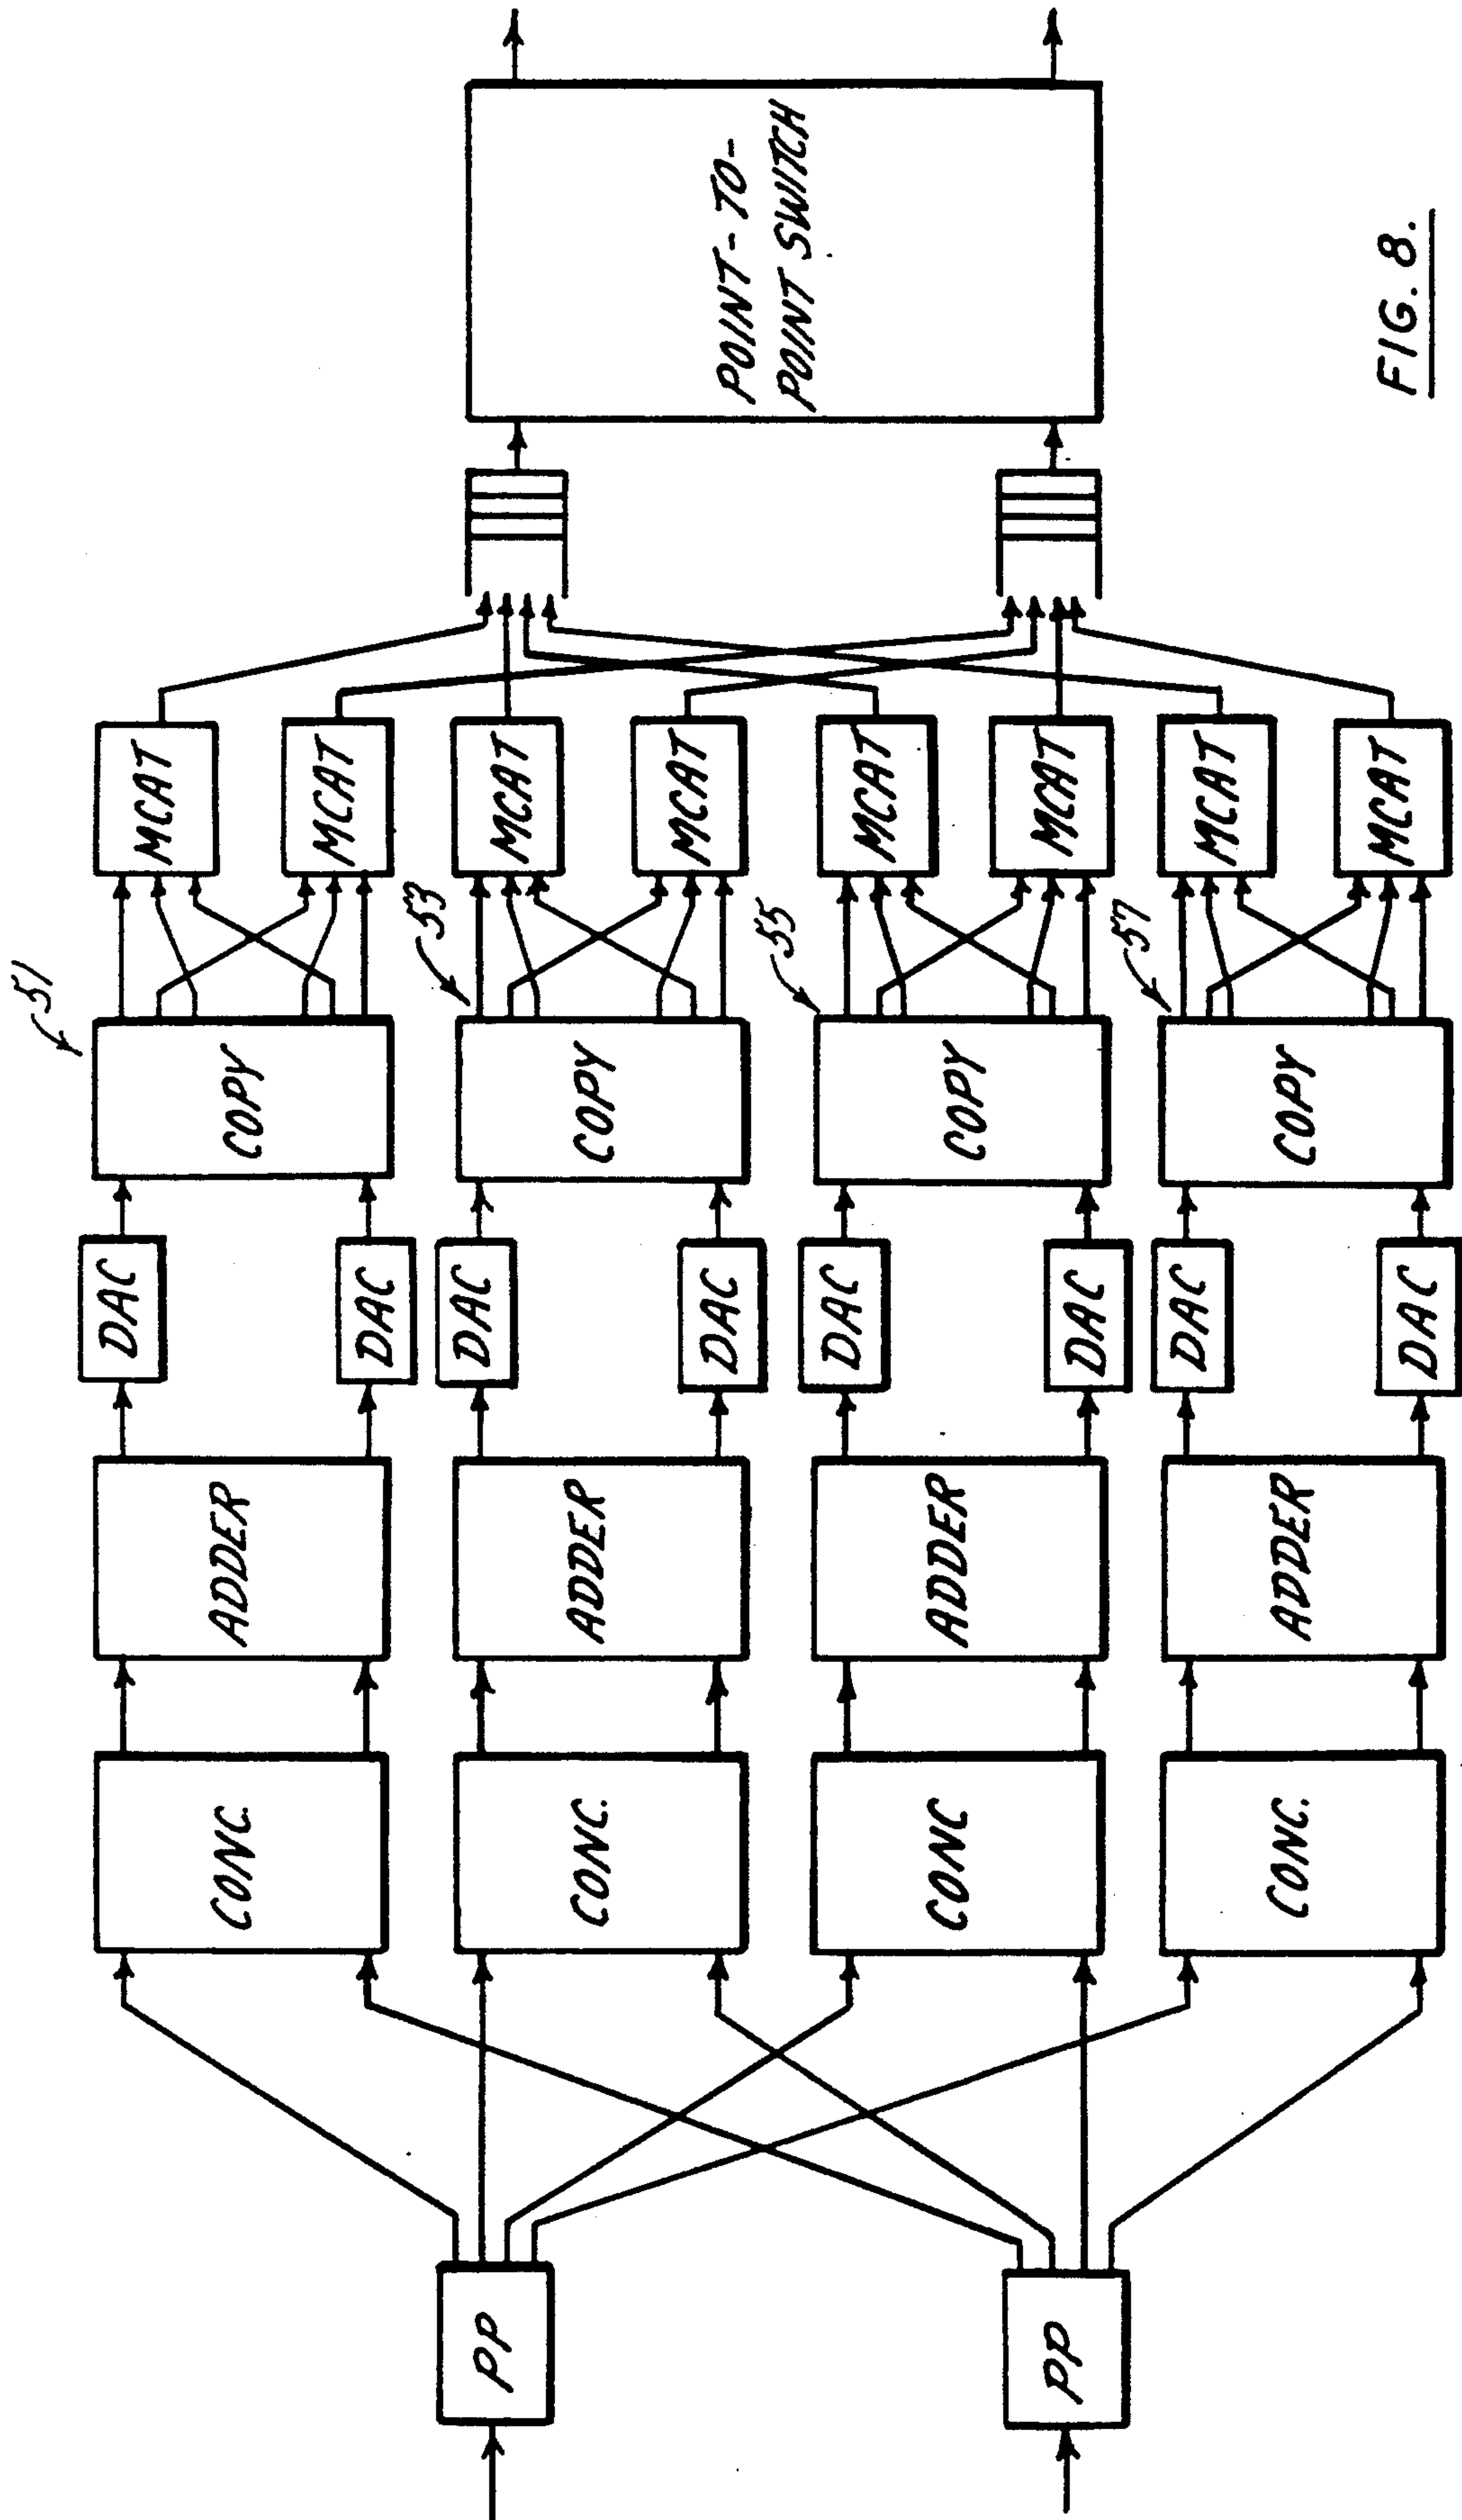 51
DAC
MCAT
CONC.
ADDER
COPY
MCAT
DAC
53
DAC
PP
MCAT
CONC.
ADDER
COPY
MCAT
DAC
POINT-TO-
POINT SWITCH
55
DAC
MCAT
CONC
ADDER
COPY
PP
MCAT
DAC
57
DAC
MCAT
CONC.
ADDER
COPY
MCAT
DAC
FIG. 8.